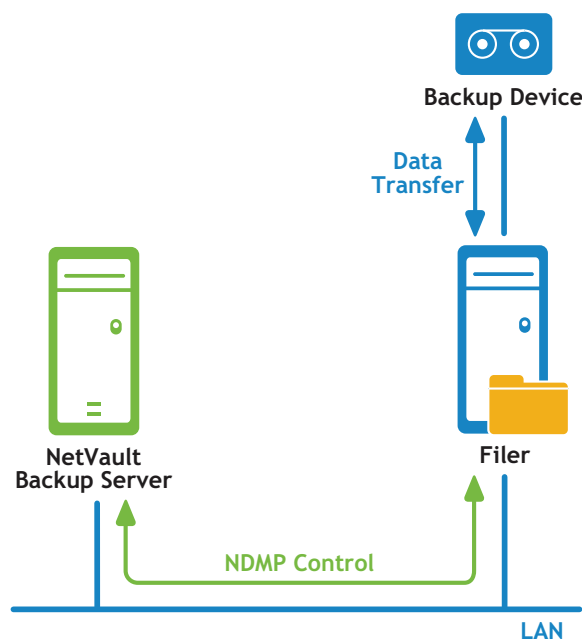 Backup Device
Data
Transfer
NetVault
Backup Server
Filer
NDMP Control
LAN